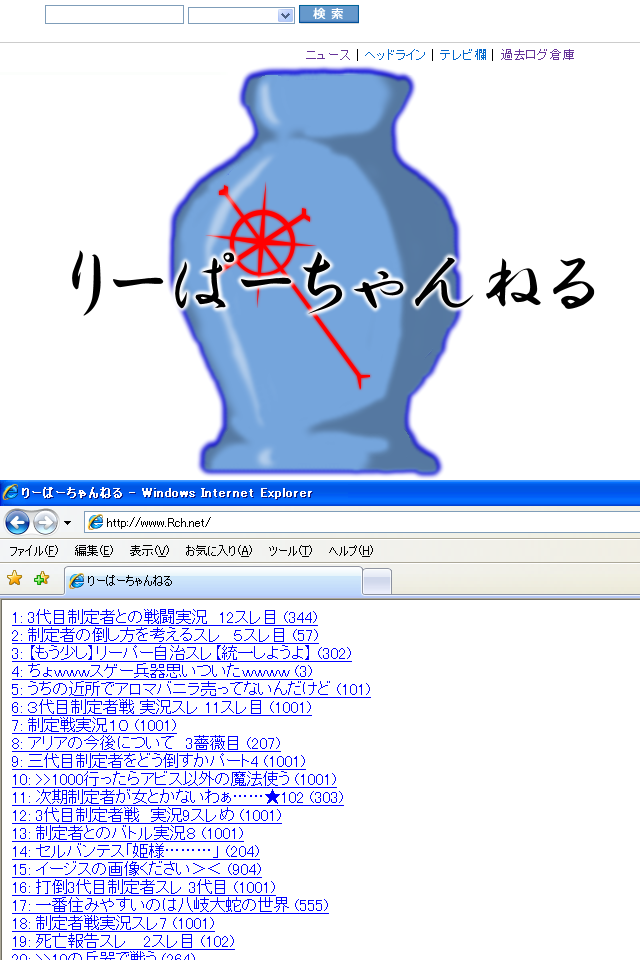 検 索
ニュース | ヘッドライン | テレビ欄 | 過去ログ倉庫
りーぱーちゃんねる
りーぱーちゃんねる - Windows Internet Explorer
http://www.Rch.net/
ファイル(F) 編集(E) 表示(V) お気に入り(A) ツール(T) ヘルプ(H)
りーぱーちゃんねる
1: 3代目制定者との戦闘実況 12スレ目 (344)
2: 制定者の倒し方を考えるスレ 5スレ目 (57)
3: 【もう少し】リーパー自治スレ【統一しようよ】 (302)
4: ちょwwwスゲー兵器思いついたwwww (3)
5: うちの近所でアロマバニラ売ってないんだけど (101)
6: 3代目制定者戦 実況スレ 11スレ目 (1001)
7: 制定戦実況10 (1001)
8: アリアの今後について 3薔薇目 (207)
9: 三代目制定者をどう倒すかパート4 (1001)
10: >>1000行ったらアビス以外の魔法使う (1001)
11: 次期制定者が女とかないわぁ……★102 (303)
12: 3代目制定者戦 実況9スレめ (1001)
13: 制定者とのバトル実況8 (1001)
14: セルバンテス「姫様………」 (204)
15: イージスの画像ください＞＜ (904)
16: 打倒3代目制定者スレ 3代目 (1001)
17: 一番住みやすいのは八岐大蛇の世界 (555)
18: 制定者戦実況スレ7 (1001)
19: 死亡報告スレ 2スレ目 (102)
20: >>10の兵器で戦う (264)